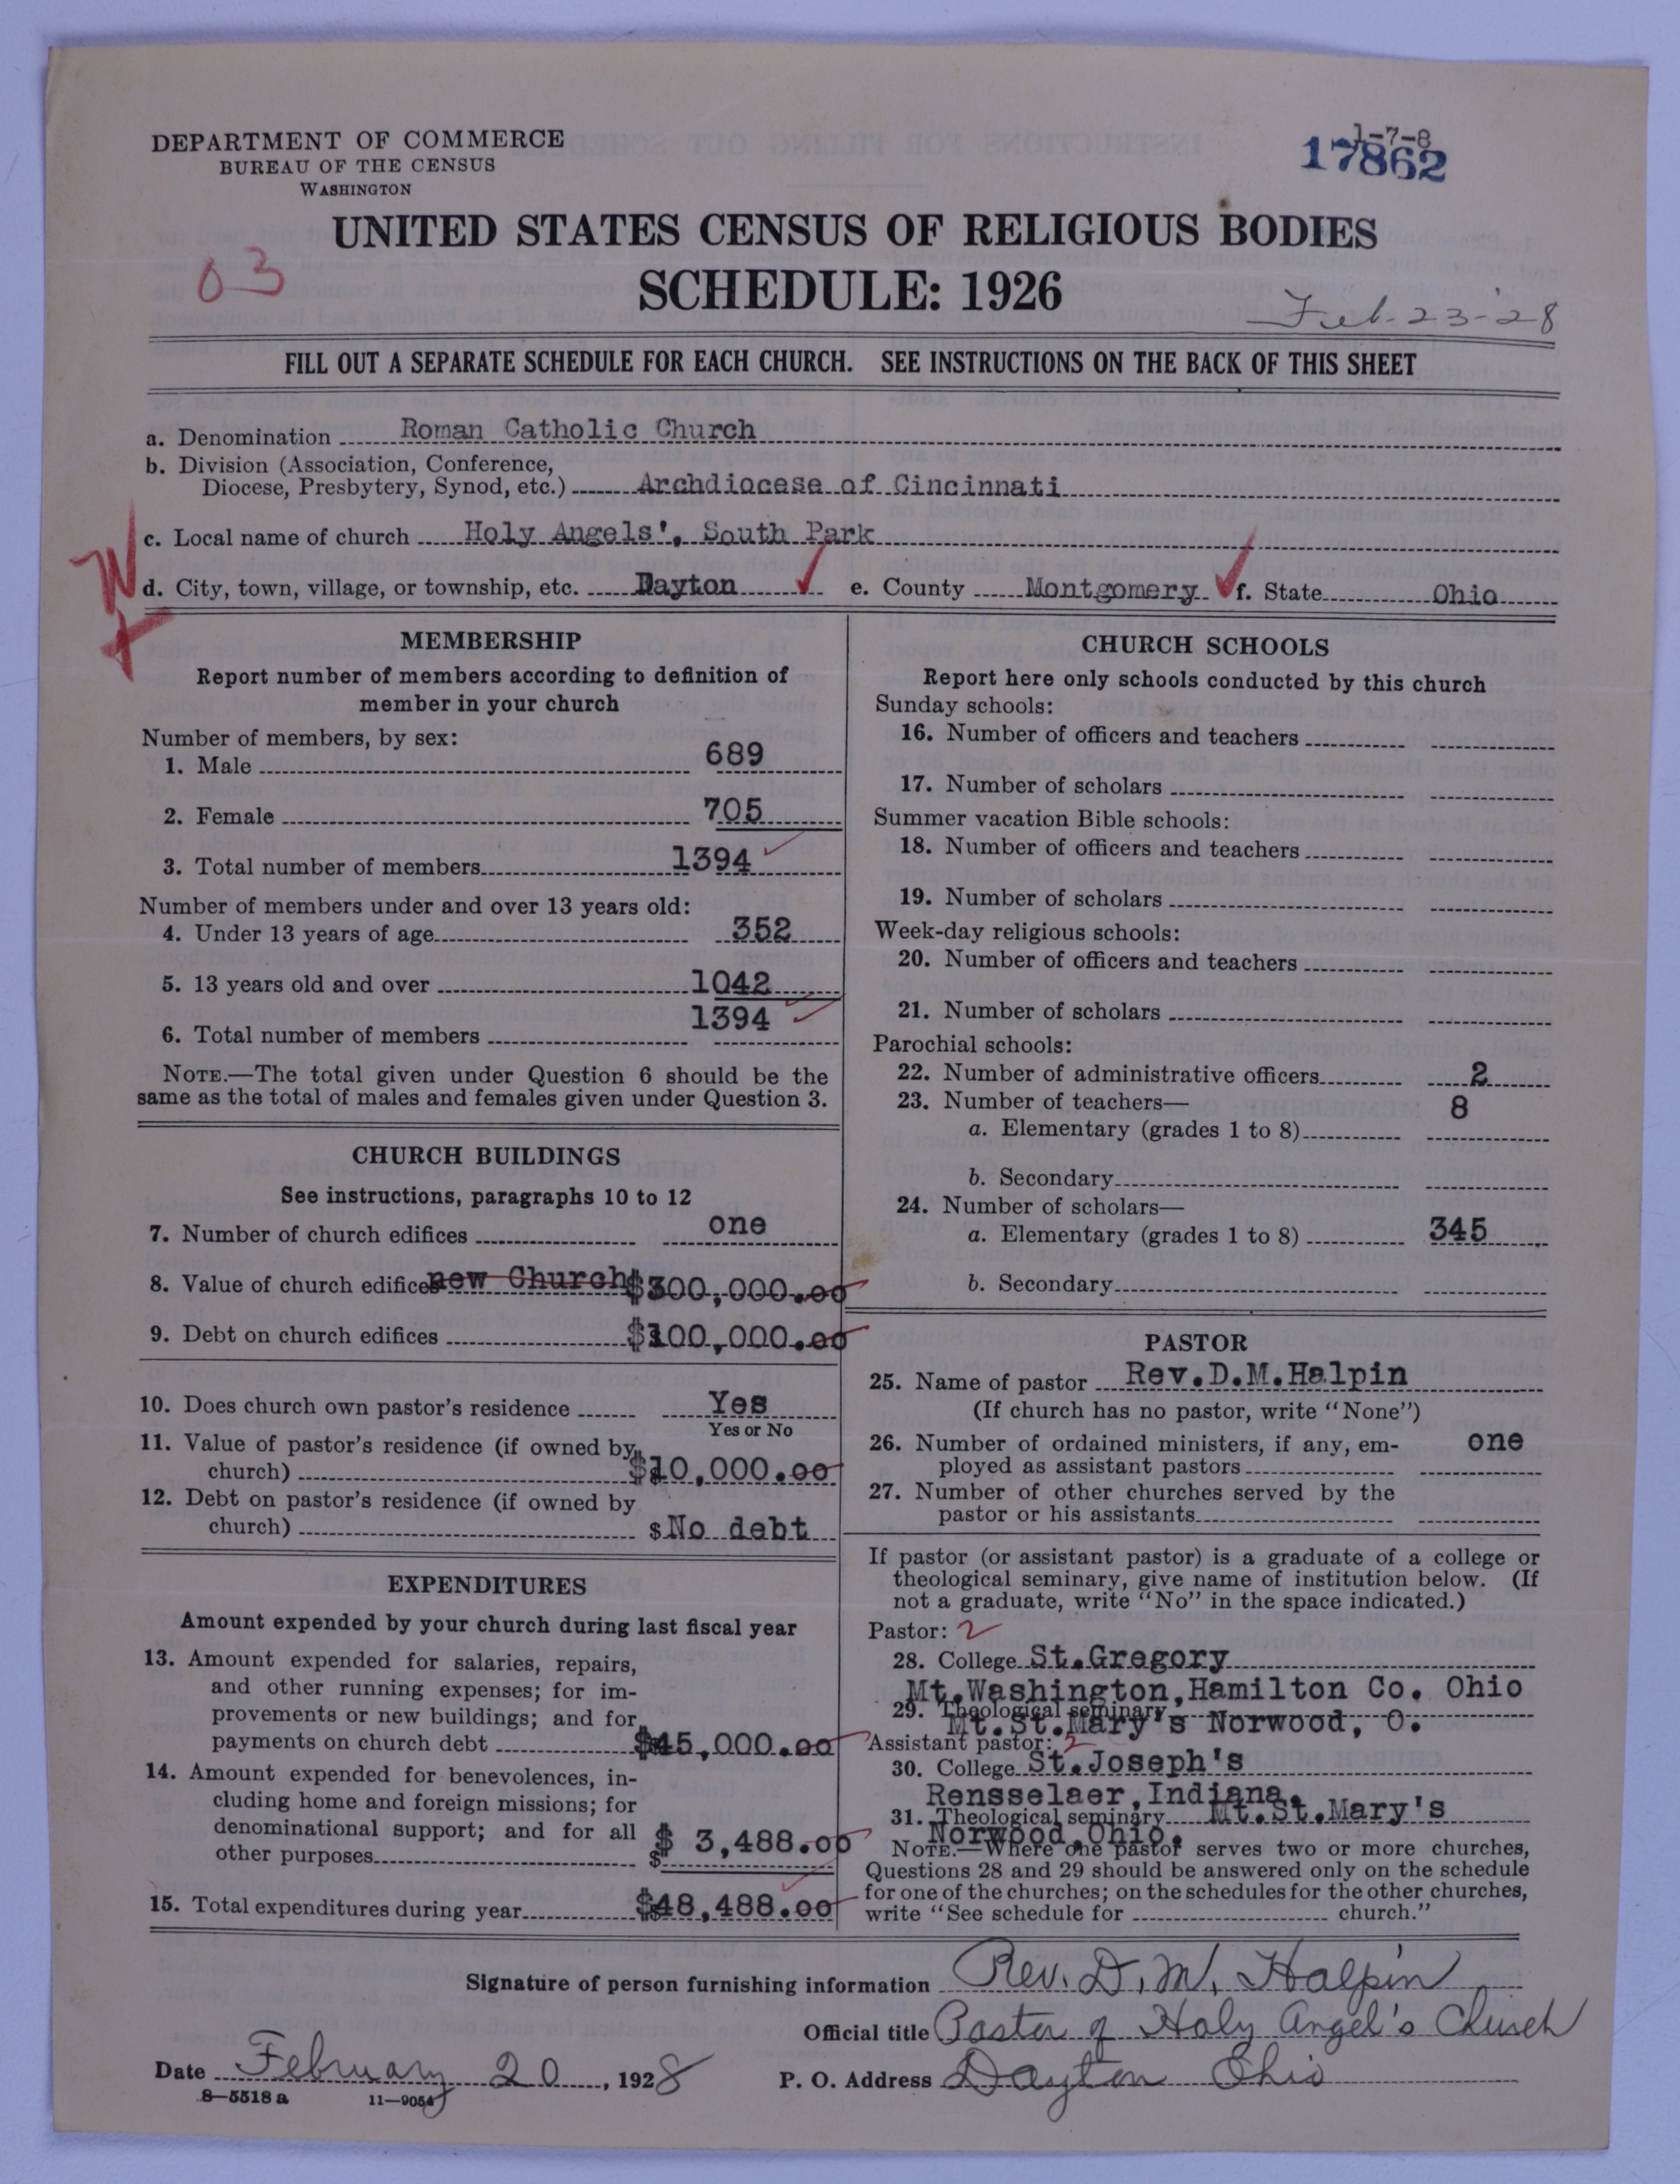 DEPARTMENT OF COMMERCE
BUREAU OF THE CENSUS
WASHINGTON
1-7-8
17862
UNITED STATES CENSUS OF RELIGIOUS BODIES
03
SCHEDULE: 1926
Feb-23-'28
FILL OUT A SEPARATE SCHEDULE FOR EACH CHURCH. SEE INSTRUCTIONS ON THE BACK OF THIS SHEET
a. Denomination Roman Catholic Church
b. Division (Association, Conference,
Diocese, Presbytery, Synod, etc.) Archdiocese of Cincinnati
c. Local name of church Holy Angels', South Park
W
d. City, town, village, or township, etc. Dayton e. County Montgomery f. State Ohio
MEMBERSHIP
Report number of members according to definition of
member in your church
Number of members, by sex:
1. Male 689
2. Female 705
3. Total number of members 1394
Number of members under and over 13 years old:
4. Under 13 years of age 352
5. 13 years old and over 1042
6. Total number of members 1394
NOTE.—The total given under Question 6 should be the
same as the total of males and females given under Question 3.
CHURCH BUILDINGS
See instructions, paragraphs 10 to 12
7. Number of church edifices one
8. Value of church edifices new Church $300,000.00
9. Debt on church edifices $100,000.00
10. Does church own pastor's residence Yes
Yes or No
11. Value of pastor's residence (if owned by
church) $10,000.00
12. Debt on pastor's residence (if owned by
church) $ No debt
EXPENDITURES
Amount expended by your church during last fiscal year
13. Amount expended for salaries, repairs,
and other running expenses; for im-
provements or new buildings; and for
payments on church debt $45,000.00
14. Amount expended for benevolences, in-
cluding home and foreign missions; for
denominational support; and for all
other purposes $ 3,488.00
15. Total expenditures during year $48,488.00
CHURCH SCHOOLS
Report here only schools conducted by this church
Sunday schools:
16. Number of officers and teachers
17. Number of scholars
Summer vacation Bible schools:
18. Number of officers and teachers
19. Number of scholars
Week-day religious schools:
20. Number of officers and teachers
21. Number of scholars
Parochial schools:
22. Number of administrative officers 2
23. Number of teachers—
a. Elementary (grades 1 to 8) 8
b. Secondary
24. Number of scholars—
a. Elementary (grades 1 to 8) 345
b. Secondary
PASTOR
25. Name of pastor Rev.D.M.Halpin
(If church has no pastor, write "None")
26. Number of ordained ministers, if any, em-
ployed as assistant pastors one
27. Number of other churches served by the
pastor or his assistants
If pastor (or assistant pastor) is a graduate of a college or
theological seminary, give name of institution below. (If
not a graduate, write "No" in the space indicated.)
Pastor: 2
28. College St.Gregory
Mt.Washington,Hamilton Co. Ohio
29. Theological seminary Mt.St.Mary's Norwood, O.
Assistant pastor: 2
30. College St.Joseph's
Rensselaer,Indiana.
31. Theological seminary Mt.St.Mary's
Norwood,Ohio.
NOTE.—Where one pastor serves two or more churches,
Questions 28 and 29 should be answered only on the schedule
for one of the churches; on the schedules for the other churches,
write "See schedule for church."
Signature of person furnishing information Rev. D. M. Halpin
Official title Pastor of Holy Angel's Church
Date February 20, 1928 P. O. Address Dayton Ohio
8—5518 a 11—9054